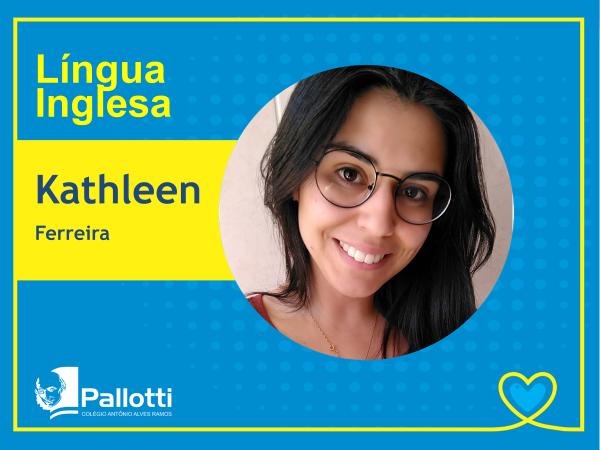 Língua
Inglesa
Kathleen
Ferreira
Pallotti
COLÉGIO ANTÔNIO ALVES RAMOS